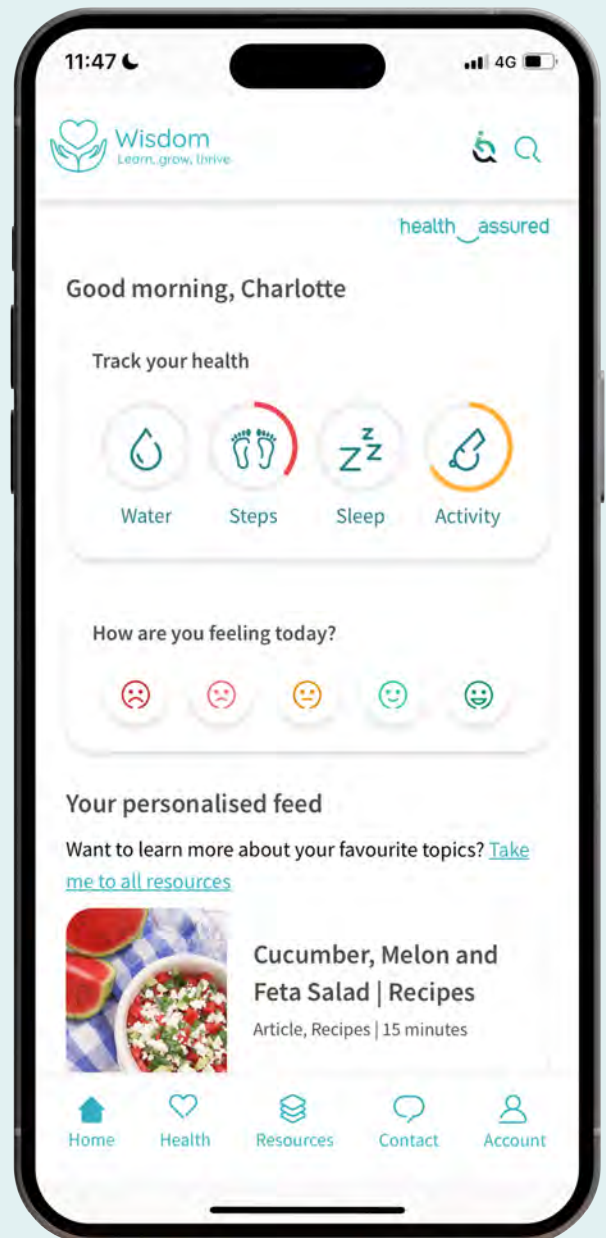 11:47
4G
Wisdom
Learn, grow, thrive
health assured
Good morning, Charlotte
Track your health
Water Steps Sleep Activity
How are you feeling today?
Your personalised feed
Want to learn more about your favourite topics? Take
me to all resources
Cucumber, Melon and
Feta Salad | Recipes
Article, Recipes | 15 minutes
Home Health Resources Contact Account